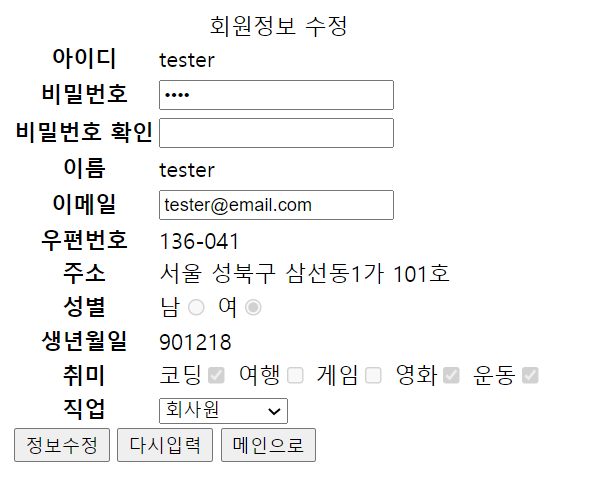 회원정보 수정
아이디 tester
비밀번호 ••••
비밀번호 확인
이름 tester
이메일 tester@email.com
우편번호 136-041
주소 서울 성북구 삼선동1가 101호
성별 남 여
생년월일 901218
취미 코딩 여행 게임 영화 운동
직업 회사원
정보수정 다시입력 메인으로